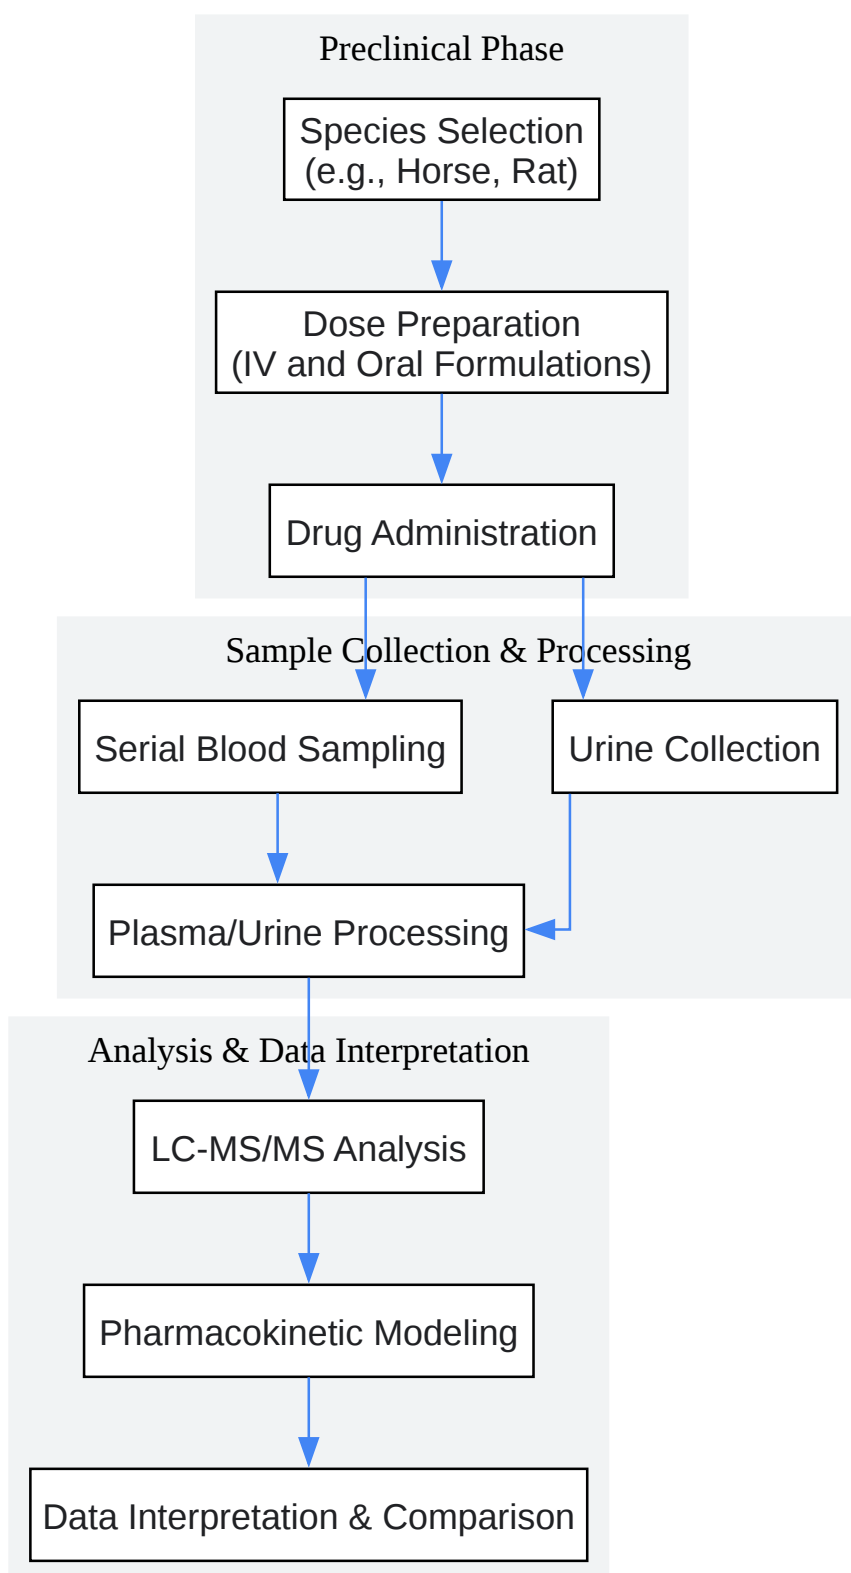 Preclinical Phase
Species Selection
(e.g., Horse, Rat)
Dose Preparation
(IV and Oral Formulations)
Drug Administration
Sample Collection & Processing
Serial Blood Sampling
Urine Collection
Plasma/Urine Processing
Analysis & Data Interpretation
LC-MS/MS Analysis
Pharmacokinetic Modeling
Data Interpretation & Comparison